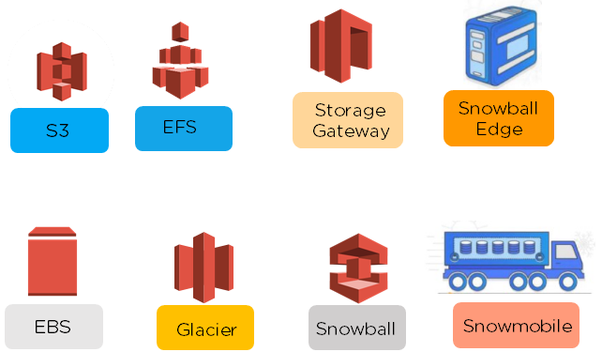 S3
EFS
Storage
Gateway
Snowball
Edge
EBS
Glacier
Snowball
Snowmobile